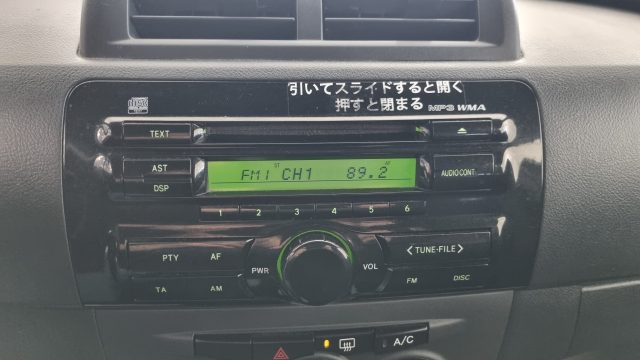 引いてスライドすると開く
押すと閉まる MP3 WMA
TEXT
AST
DSP
ST AF
FM1 CH1 89.2
AUDIO CONT
1 2 3 4 5 6
PTY AF
PWR VOL
<TUNE·FILE>
TA AM
FM DISC
A/C